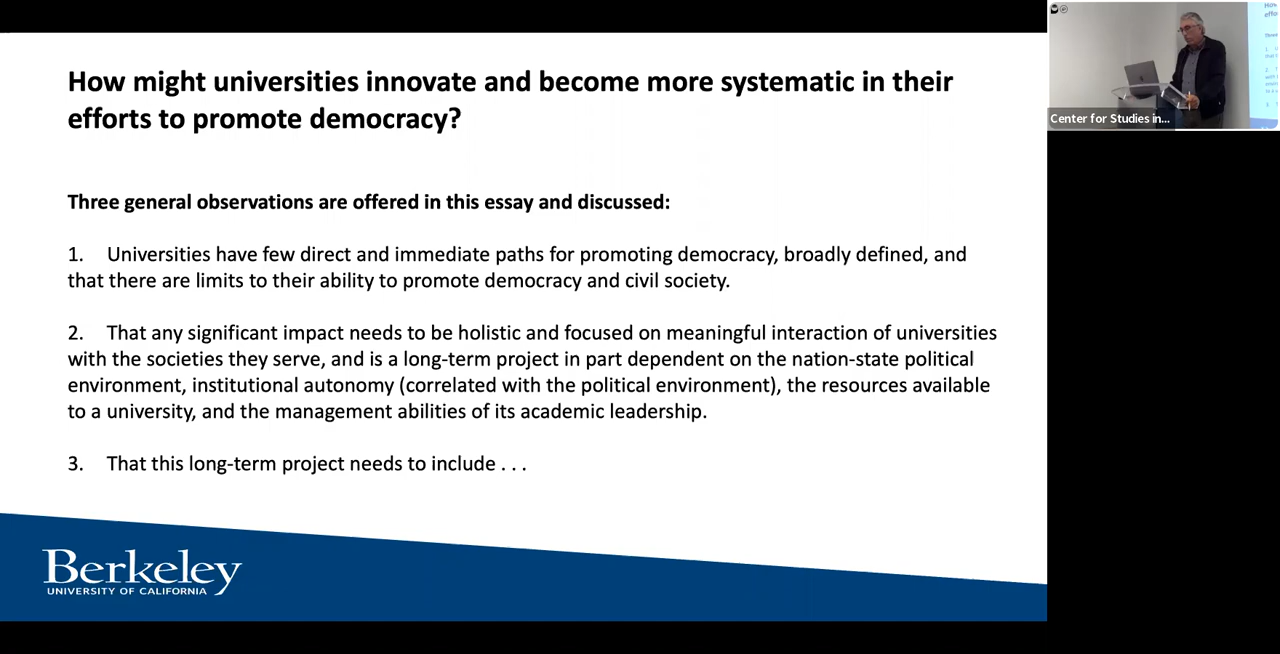 How might universities innovate and become more systematic in their
efforts to promote democracy?
Three general observations are offered in this essay and discussed:
1. Universities have few direct and immediate paths for promoting democracy, broadly defined, and
that there are limits to their ability to promote democracy and civil society.
2. That any significant impact needs to be holistic and focused on meaningful interaction of universities
with the societies they serve, and is a long-term project in part dependent on the nation-state political
environment, institutional autonomy (correlated with the political environment), the resources available
to a university, and the management abilities of its academic leadership.
3. That this long-term project needs to include . . .
Berkeley
UNIVERSITY OF CALIFORNIA
Center for Studies in...